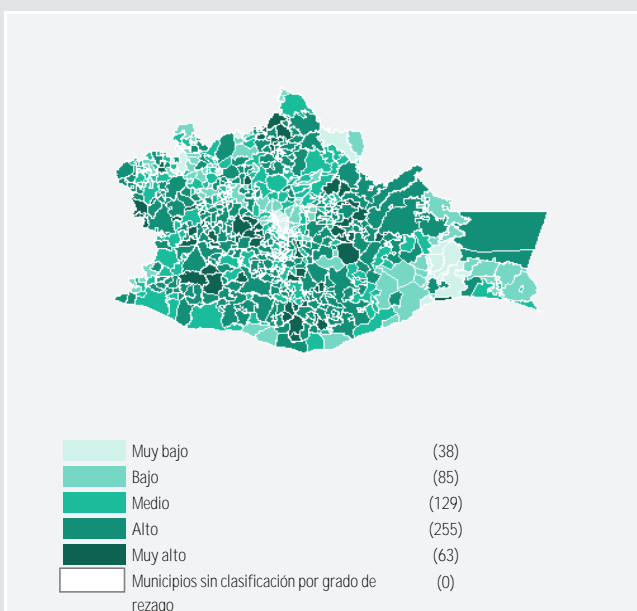 Muy bajo (38)
Bajo (85)
Medio (129)
Alto (255)
Muy alto (63)
Municipios sin clasificación por grado de (0)
rezago